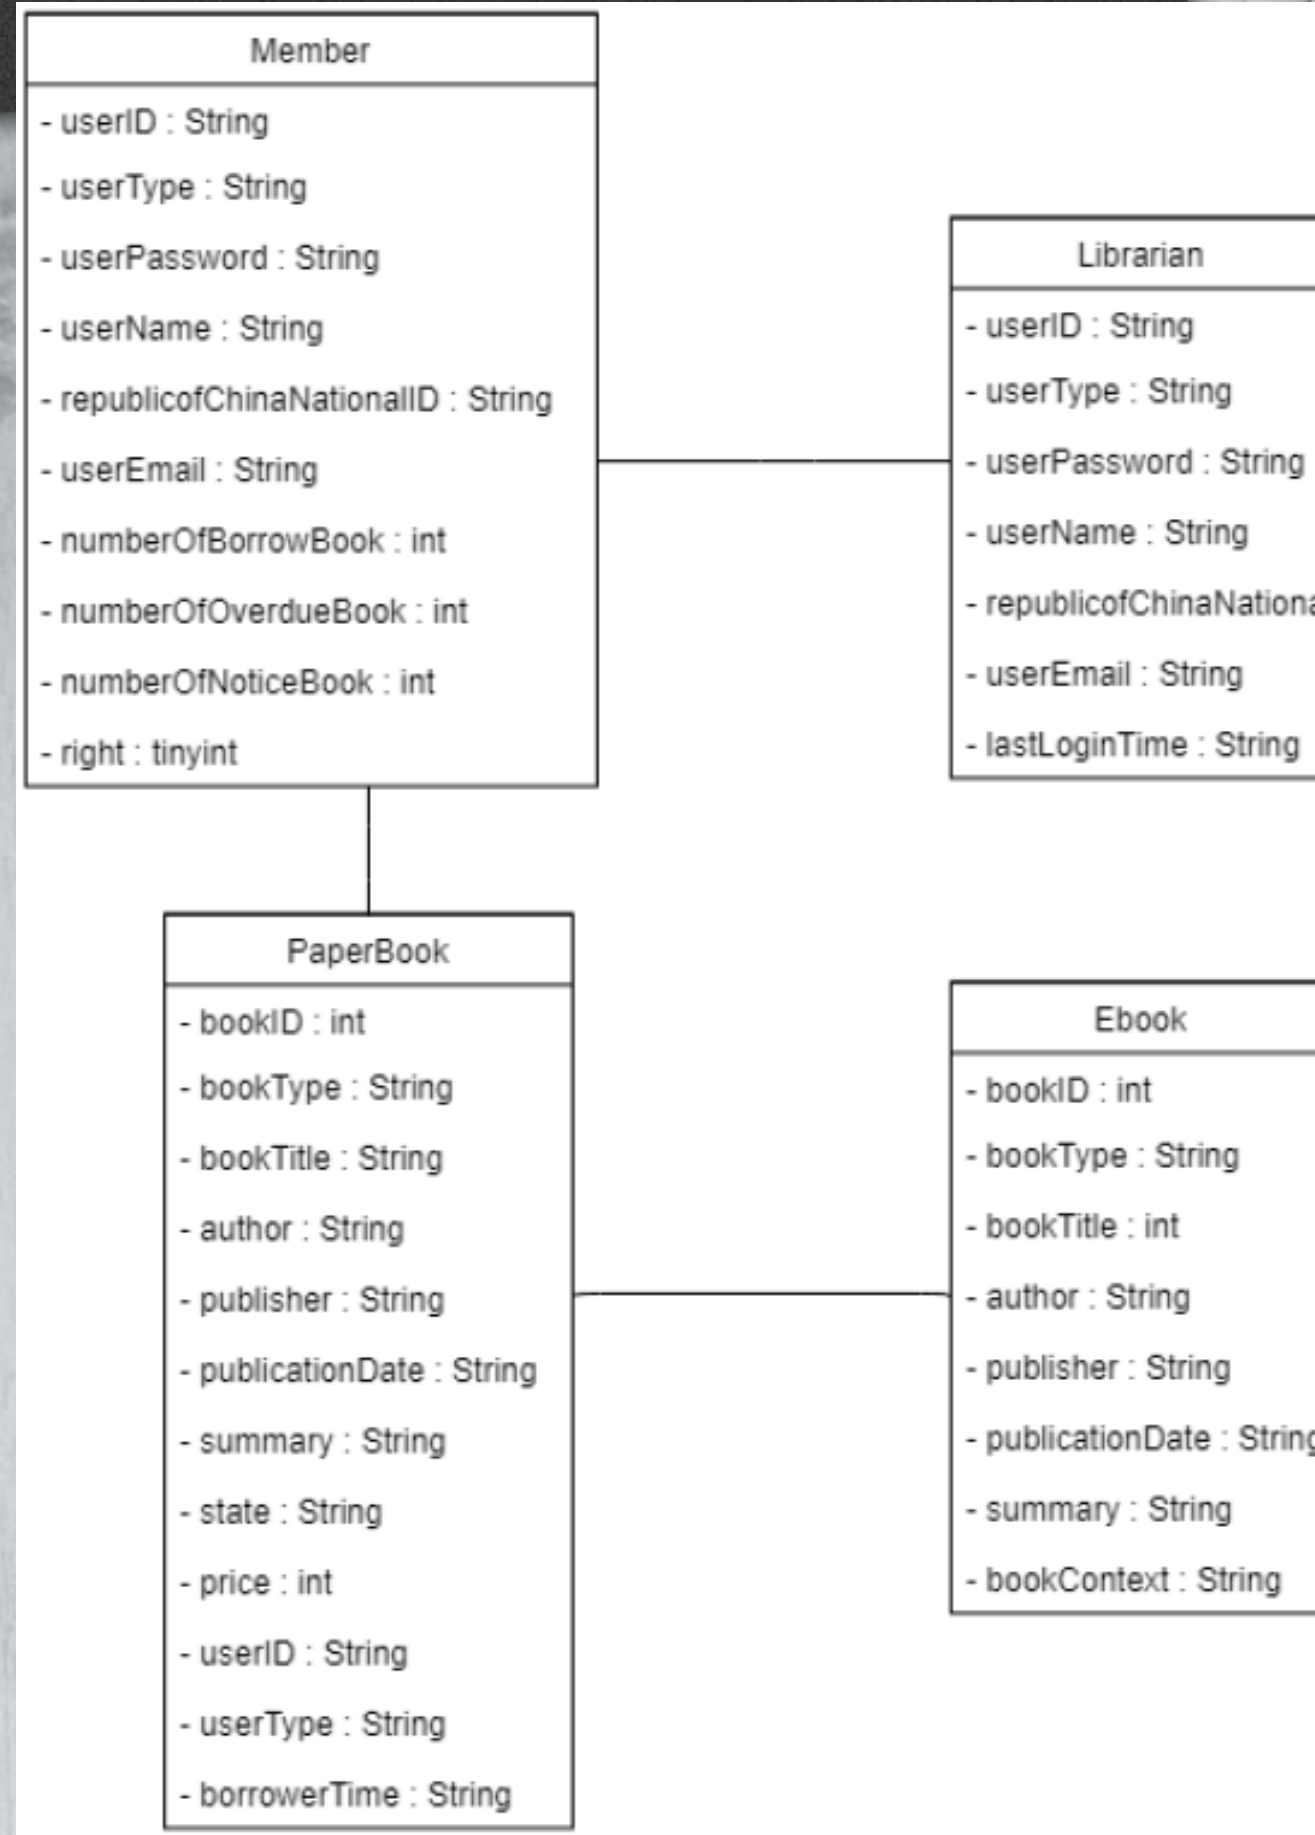 Member
- userID : String
- userType : String
- userPassword : String
- userName : String
- republicofChinaNationalID : String
- userEmail : String
- numberOfBorrowBook : int
- numberOfOverdueBook : int
- numberOfNoticeBook : int
- right : tinyint
Librarian
- userID : String
- userType : String
- userPassword : String
- userName : String
- republicofChinaNationa
- userEmail : String
- lastLoginTime : String
PaperBook
- bookID : int
- bookType : String
- bookTitle : String
- author : String
- publisher : String
- publicationDate : String
- summary : String
- state : String
- price : int
- userID : String
- userType : String
- borrowerTime : String
Ebook
- bookID : int
- bookType : String
- bookTitle : int
- author : String
- publisher : String
- publicationDate : String
- summary : String
- bookContext : String